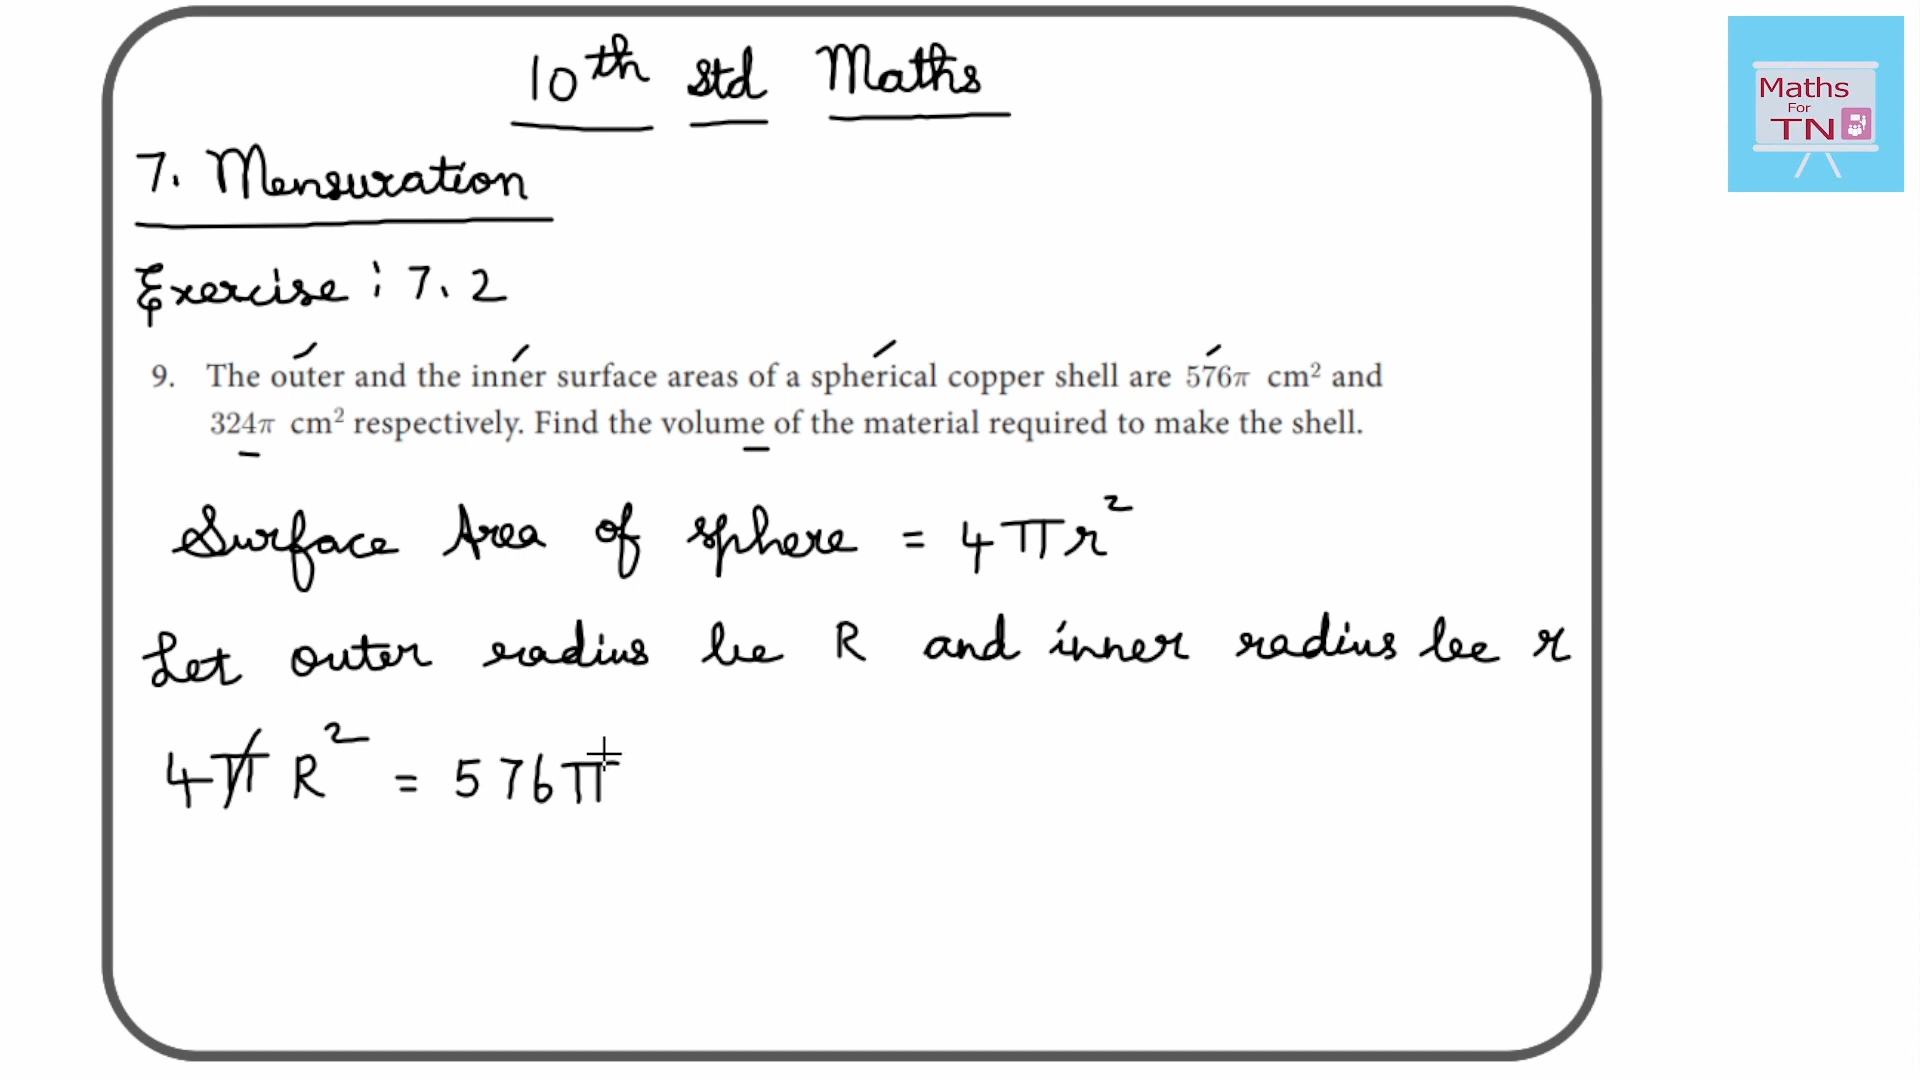 10th std Maths
Maths
For
TN
7. Mensuration
Exercise : 7.2
9. The outer and the inner surface areas of a spherical copper shell are 576π cm² and
324π cm² respectively. Find the volume of the material required to make the shell.
Surface Area of sphere = 4πr²
Let outer radius be R and inner radius be r
4π R² = 576π